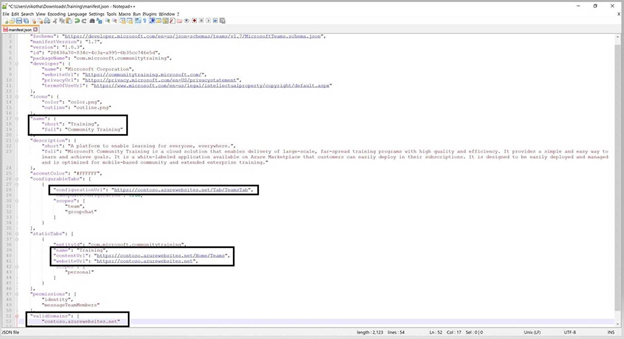 *C:\Users\vikotha\Downloads\Training\manifest.json - Notepad++
File Edit Search View Encoding Language Settings Tools Macro Run Plugins Window ?
manifest.json
"$schema": "https://developer.microsoft.com/en-us/json-schemas/teams/v1.7/MicrosoftTeams.schema.json",
"manifestVersion": "1.7",
"version": "1.0.3",
"id":
"packageName": "com.microsoft.communitytraining",
"developer": {
"name": "Microsoft Corporation",
"websiteUrl": "https://communitytraining.microsoft.com/",
"privacyUrl": "https://privacy.microsoft.com/en-US/privacystatement",
"termsOfUseUrl": "https://www.microsoft.com/en-us/legal/intellectualproperty/copyright/default.aspx"
},
"icons": {
"color": "color.png",
"outline": "outline.png"
},
"name": {
"short": "Training",
"full": "Community Training"
},
"description": {
"short": "A platform to enable learning for everyone, everywhere.",
"full": "Microsoft Community Training is a cloud solution that enables delivery of large-scale, far-spread training programs with high quality and efficiency. It provides a simple and easy way to
learn and achieve goals. It is a white-labeled application available on Azure Marketplace that customers can easily deploy in their subscriptions. It is designed to be easily deployed and managed
and is optimized for mobile-based community and extended enterprise training."
},
"accentColor": "#FFFFFF",
"configurableTabs": [
{
"configurationUrl": "https://contoso.azurewebsites.net/Tab/TeamsTab",
"scopes": [
"team",
"groupchat"
]
}
],
"staticTabs": [
{
"entityId": "com.microsoft.communitytraining",
"name": "Training",
"contentUrl": "https://contoso.azurewebsites.net/Home/Teams",
"websiteUrl": "https://contoso.azurewebsites.net",
"personal"
]
}
],
"permissions": [
"identity",
"messageTeamMembers"
],
"validDomains": [
"contoso.azurewebsites.net"
JSON file length : 2,123 lines : 54 Ln : 52 Col : 17 Sel : 0 | 0 Unix (LF) UTF-8 INS